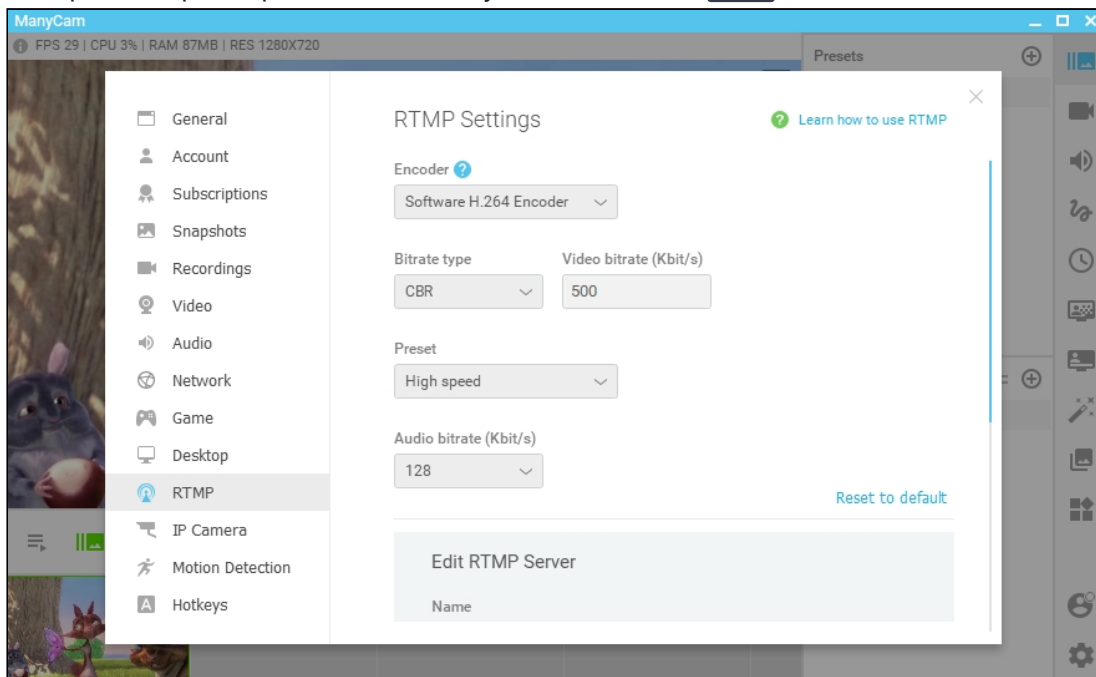 ManyCam
FPS 29 | CPU 3% | RAM 87MB | RES 1280X720
Presets
General
Account
Subscriptions
Snapshots
Recordings
Video
Audio
Network
Game
Desktop
RTMP
IP Camera
Motion Detection
Hotkeys
RTMP Settings
Learn how to use RTMP
Encoder
Software H.264 Encoder
Bitrate type
Video bitrate (Kbit/s)
CBR
500
Preset
High speed
Audio bitrate (Kbit/s)
128
Reset to default
Edit RTMP Server
Name